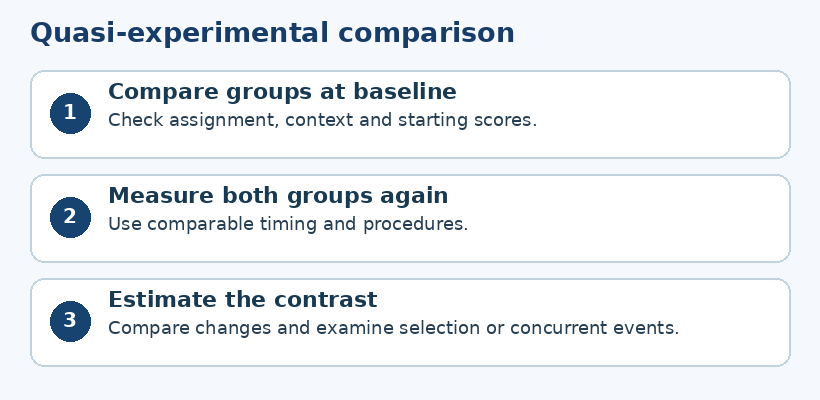 Quasi-experimental comparison
1
Compare groups at baseline
Check assignment, context and starting scores.
2
Measure both groups again
Use comparable timing and procedures.
3
Estimate the contrast
Compare changes and examine selection or concurrent events.